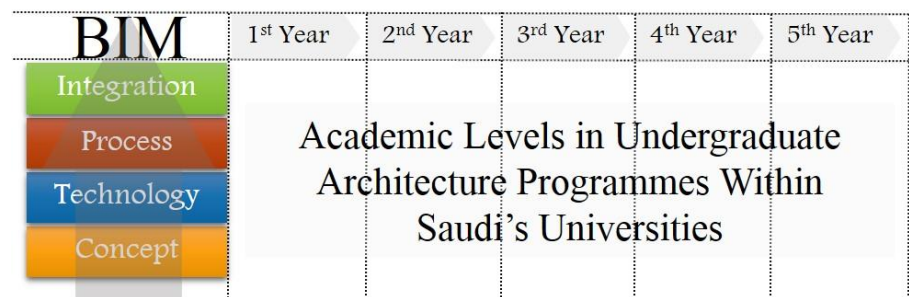 BIM 1st Year 2nd Year 3rd Year 4th Year 5th Year
Integration
Process
Technology
Concept
Academic Levels in Undergraduate
Architecture Programmes Within
Saudi's Universities